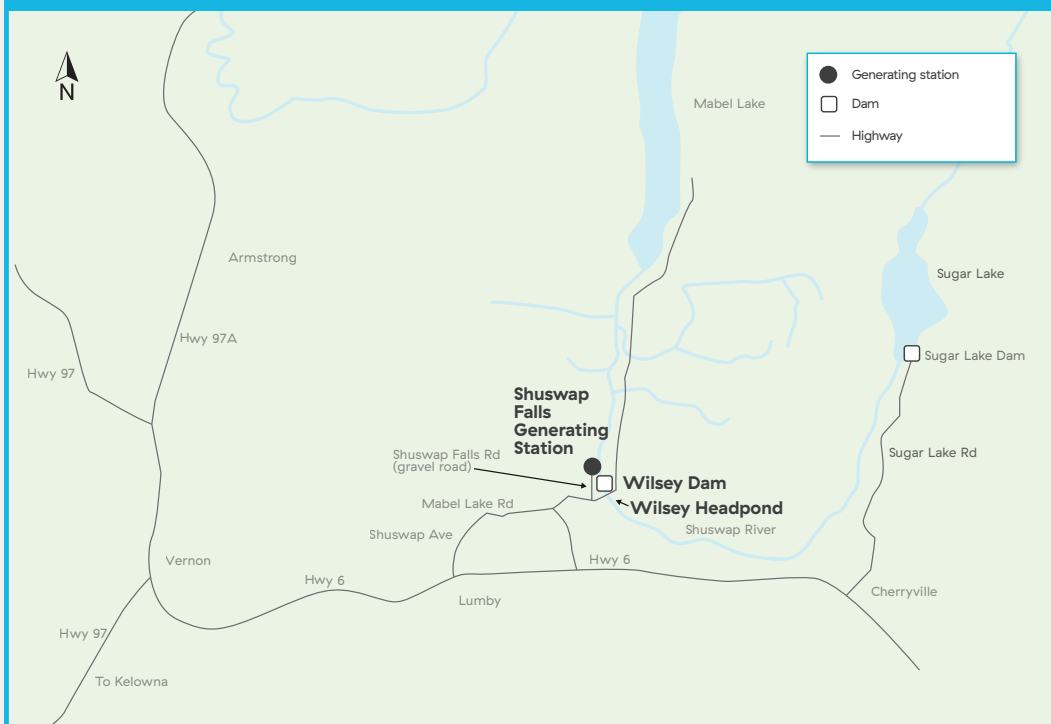 N
Generating station
Dam
Highway
Mabel Lake
Armstrong
Sugar Lake
Hwy 97A
Sugar Lake Dam
Hwy 97
Shuswap
Falls
Generating
Station
Shuswap Falls Rd
(gravel road)
Sugar Lake Rd
Wilsey Dam
Mabel Lake Rd
Wilsey Headpond
Shuswap Ave
Shuswap River
Vernon
Hwy 6
Hwy 6
Cherryville
Lumby
Hwy 97
To Kelowna